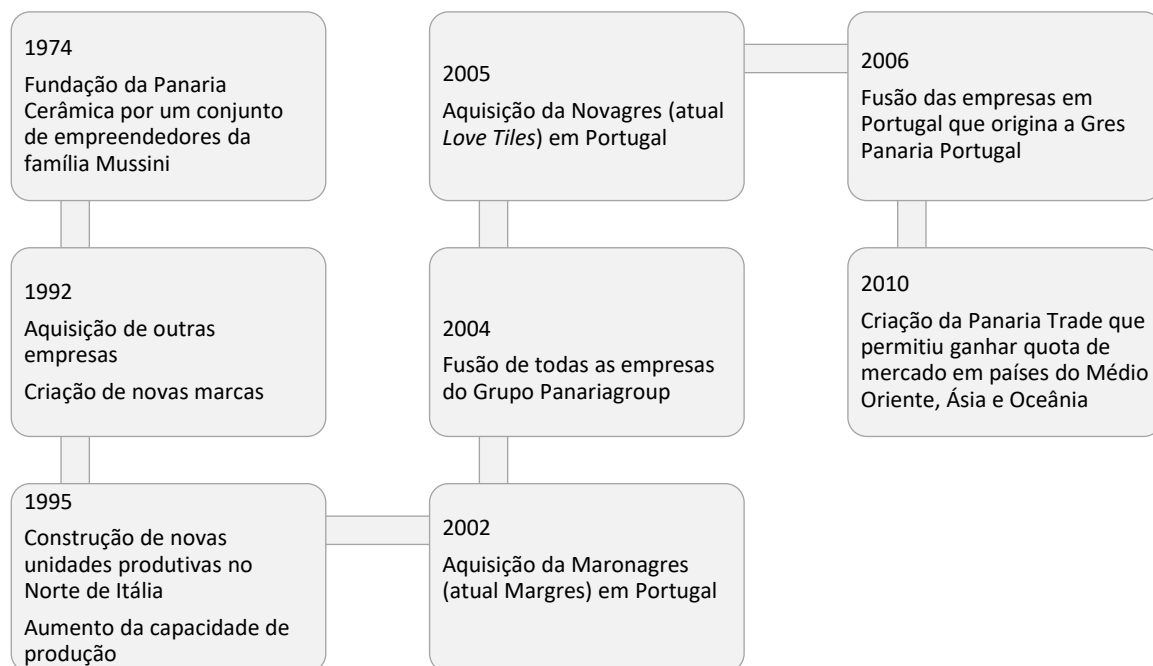 1974
Fundação da Panaria
Cerâmica por um conjunto
de empreendedores da
família Mussini
1992
Aquisição de outras
empresas
Criação de novas marcas
1995
Construção de novas
unidades produtivas no
Norte de Itália
Aumento da capacidade de
produção
2002
Aquisição da Maronagres
(atual Margres) em Portugal
2004
Fusão de todas as empresas
do Grupo Panariagroup
2005
Aquisição da Novagres (atual
Love Tiles) em Portugal
2006
Fusão das empresas em
Portugal que origina a Gres
Panaria Portugal
2010
Criação da Panaria Trade que
permitiu ganhar quota de
mercado em países do Médio
Oriente, Ásia e Oceânia